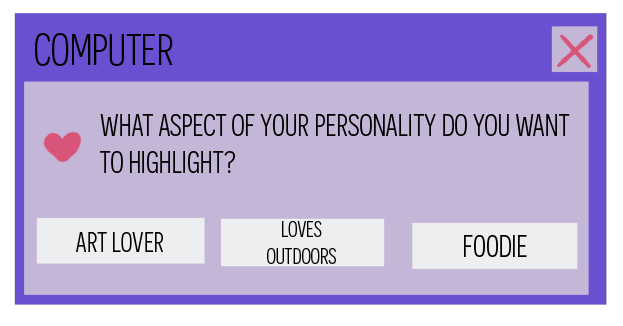 COMPUTER
WHAT ASPECT OF YOUR PERSONALITY DO YOU WANT
TO HIGHLIGHT?
ART LOVER
LOVES
OUTDOORS
FOODIE